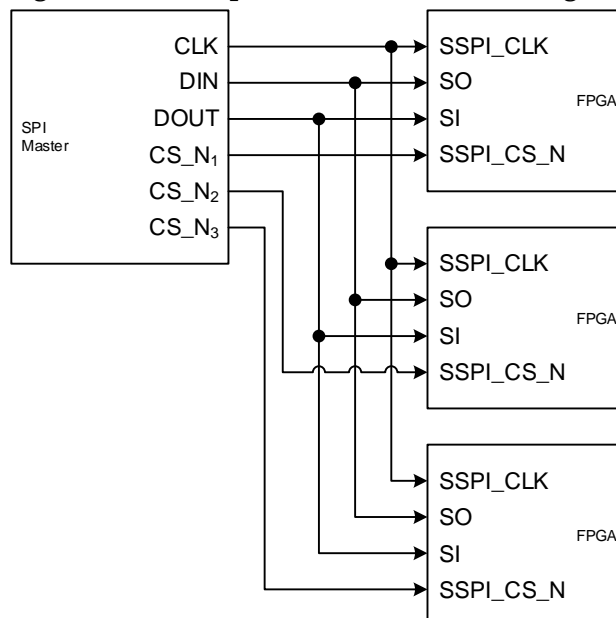 CLK
DIN
DOUT
SPI
Master
CS_N1
CS_N2
CS_N3
SSPI_CLK
SO
FPGA
SI
SSPI_CS_N
SSPI_CLK
SO
FPGA
SI
SSPI_CS_N
SSPI_CLK
SO
FPGA
SI
SSPI_CS_N